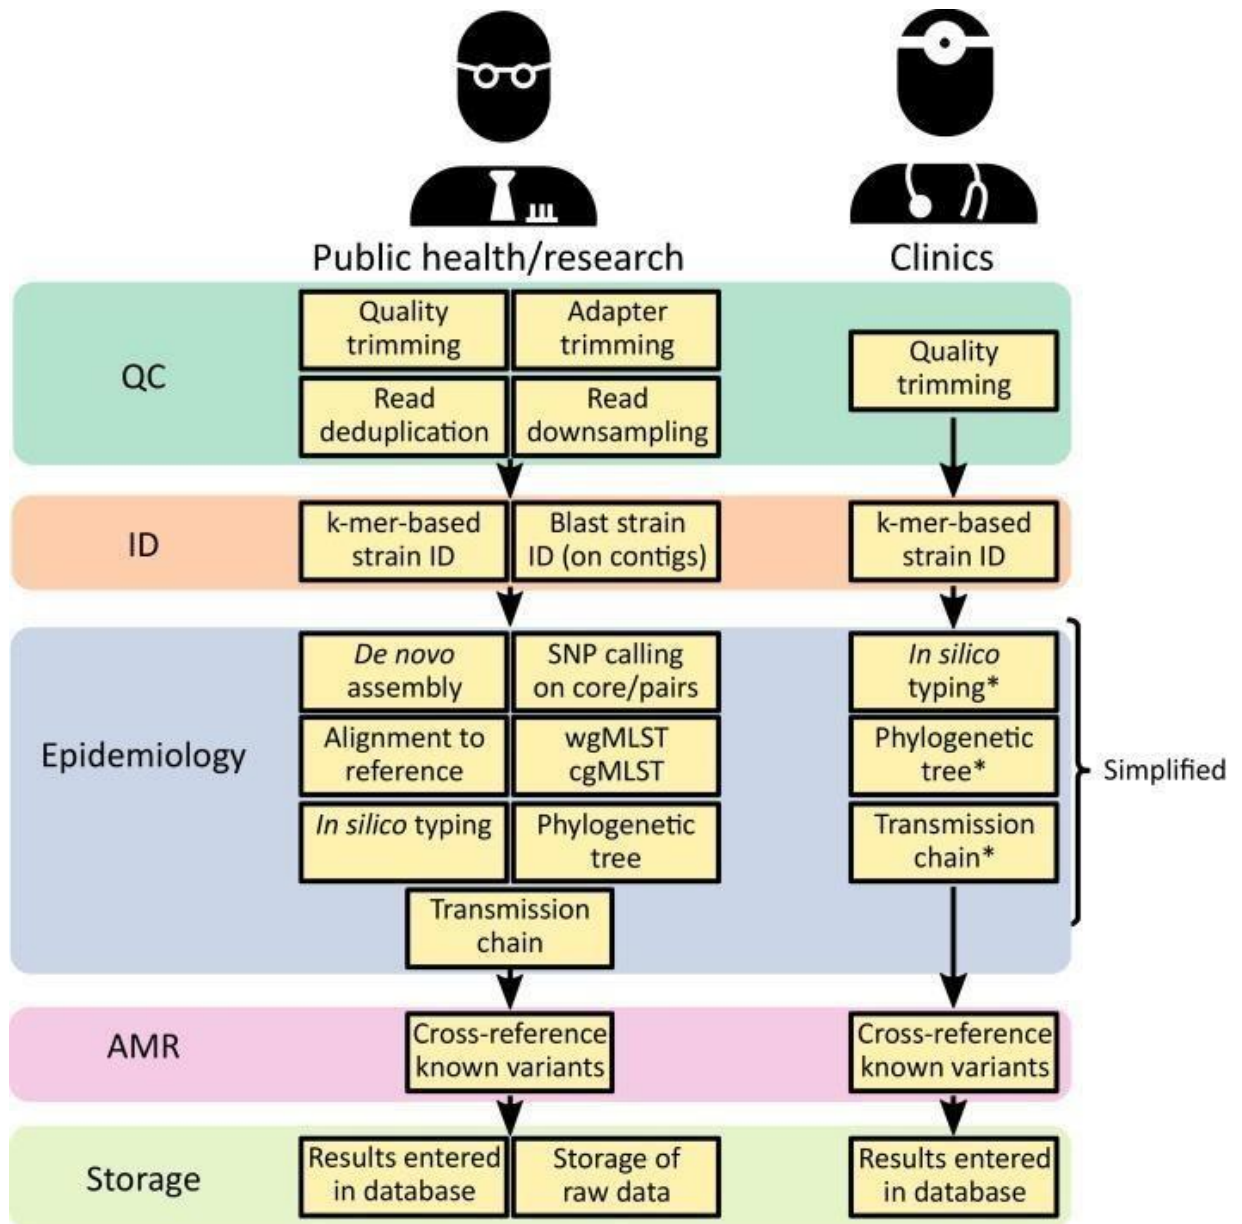 Public health/research
Clinics
QC
Quality
trimming
Adapter
trimming
Read
deduplication
Read
downsampling
Quality
trimming
ID
k-mer-based
strain ID
Blast strain
ID (on contigs)
k-mer-based
strain ID
Epidemiology
De novo
assembly
SNP calling
on core/pairs
Alignment to
reference
wgMLST
cgMLST
In silico typing
Phylogenetic
tree
Transmission
chain
In silico
typing*
Phylogenetic
tree*
Transmission
chain*
Simplified
AMR
Cross-reference
known variants
Cross-reference
known variants
Storage
Results entered
in database
Storage of
raw data
Results entered
in database